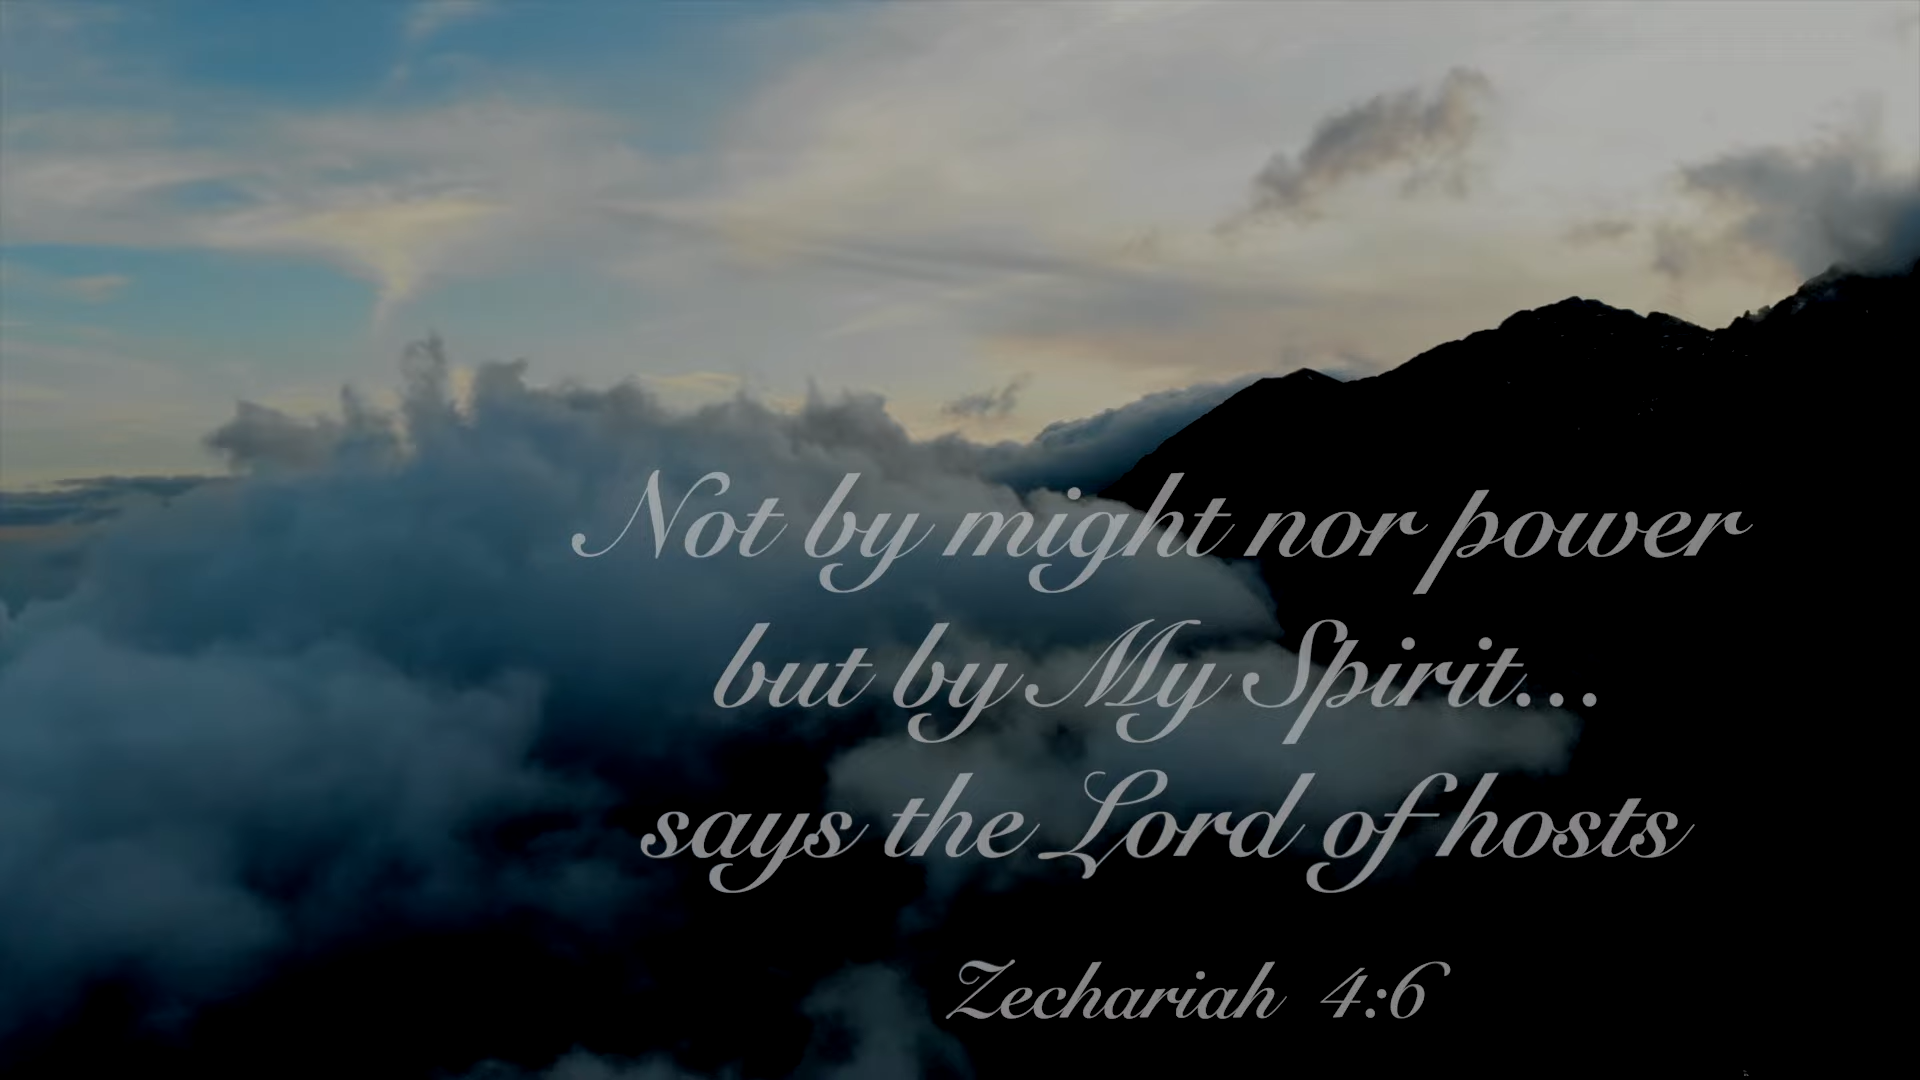 Not by might nor power
but by My Spirit...
says the Lord of hosts
Zechariah 4:6